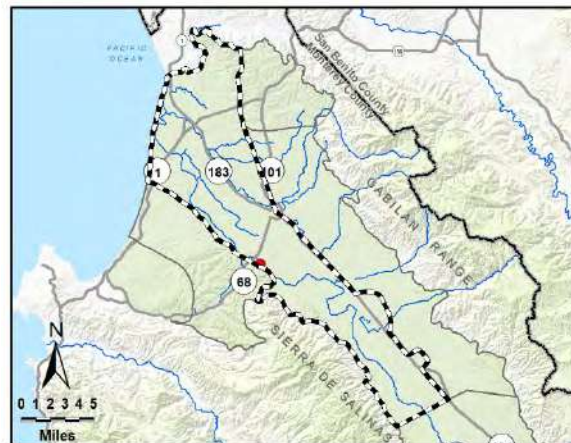 PACIFIC
OCEAN
1
San Benito County
Monterey County
1
183
101
GABILAN RANGE
68
SIERRA DE SALINAS
N
0 1 2 3 4 5
Miles